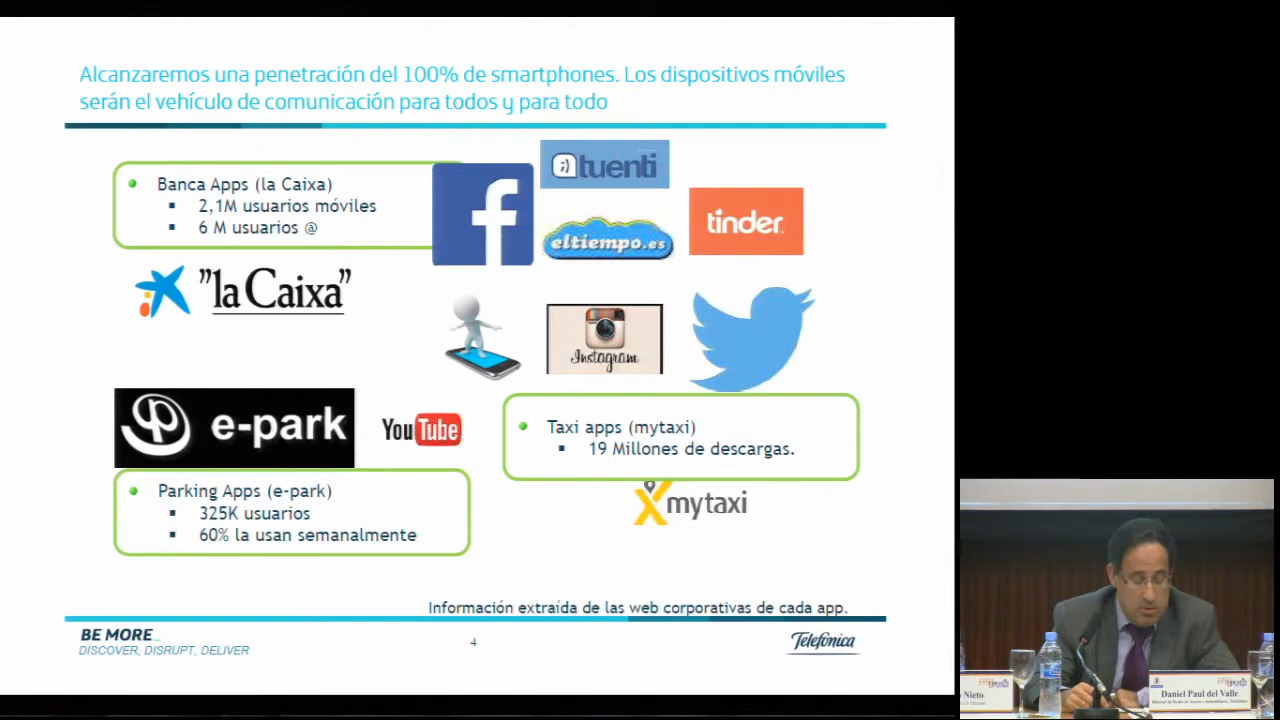 Alcanzaremos una penetración del 100% de smartphones. Los dispositivos móviles
serán el vehículo de comunicación para todos y para todo
Banca Apps (la Caixa)
2,1M usuarios móviles
6 M usuarios @
"la Caixa"
f
tuenti
eltiempo.es
tinder
Instagram
e-park
YouTube
Taxi apps (mytaxi)
19 Millones de descargas.
mytaxi
Parking Apps (e-park)
325K usuarios
60% la usan semanalmente
Información extraída de las web corporativas de cada app.
BE MORE_
DISCOVER, DISRUPT, DELIVER
4
Telefónica
Nieto
Daniel Paul del Valle